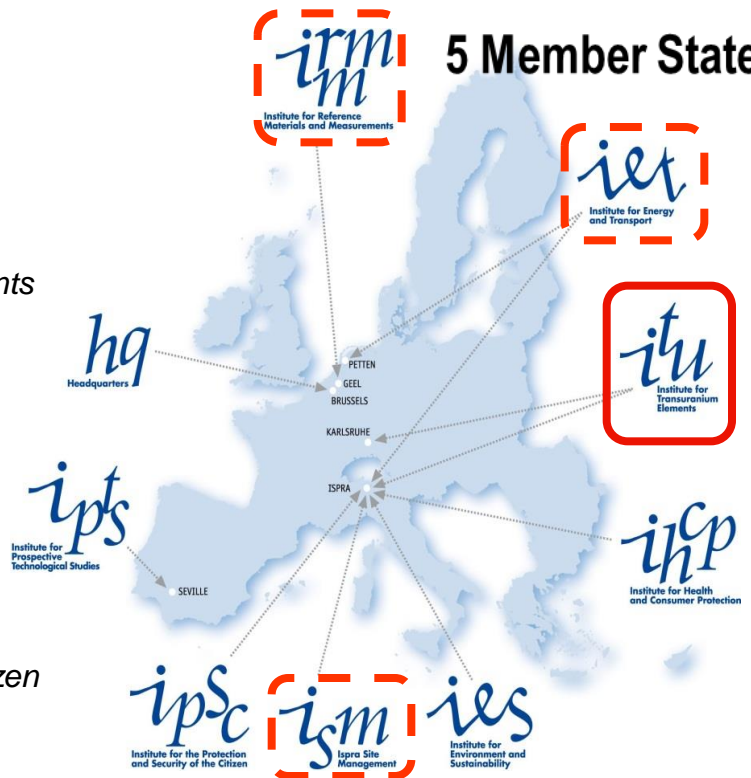 5 Member State
irmm
Institute for Reference
Materials and Measurements
iet
Institute for Energy
and Transport
nts
hq
Headquarters
PETTEN
GEEL
BRUSSELS
itu
Institute for
Transuranium
Elements
KARLSRUHE
ISPRA
ipts
Institute for
Prospective
Technological Studies
SEVILLE
ihcp
Institute for Health
and Consumer Protection
zen
ipsc
Institute for the Protection
and Security of the Citizen
ism
Ispra Site
Management
ies
Institute for
Environment and
Sustainability